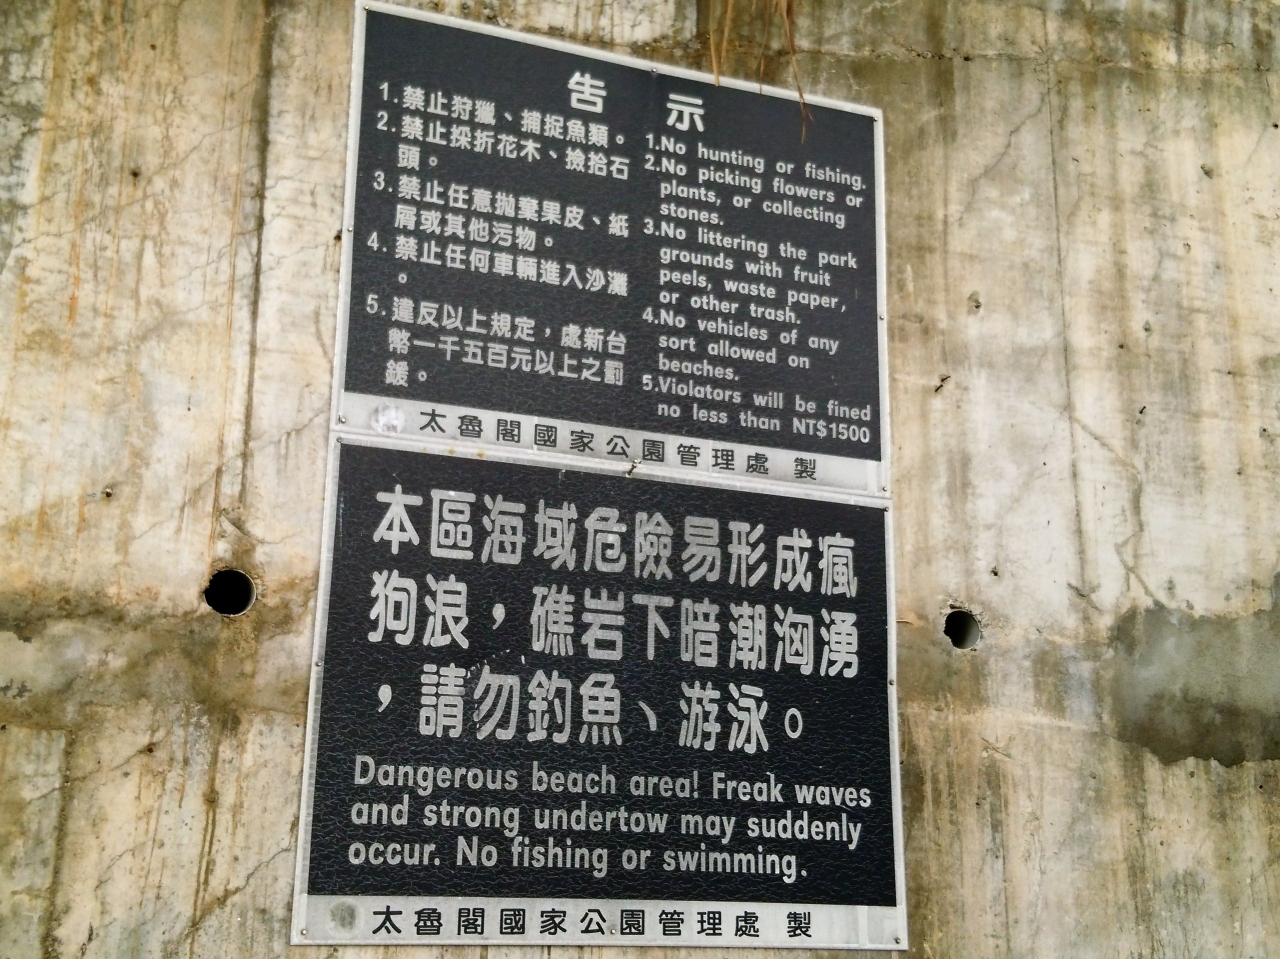 告示
1.禁止狩獵、捕捉魚類。
2.禁止採折花木、撿拾石
頭。
3.禁止任意拋棄果皮、紙
屑或其他污物。
4.禁止任何車輛進入沙灘
。
5.違反以上規定，處新台
幣一千五百元以上之罰
鍰。
1.No hunting or fishing.
2.No picking flowers or
plants, or collecting
stones.
3.No littering the park
grounds with fruit
peels, waste paper,
or other trash.
4.No vehicles of any
sort allowed on
beaches.
5.Violators will be fined
no less than NT$1500
太魯閣國家公園管理處 製
本區海域危險易形成瘋
狗浪，礁岩下暗潮洶湧
，請勿釣魚、游泳。
Dangerous beach area! Freak waves
and strong undertow may suddenly
occur. No fishing or swimming.
太魯閣國家公園管理處 製